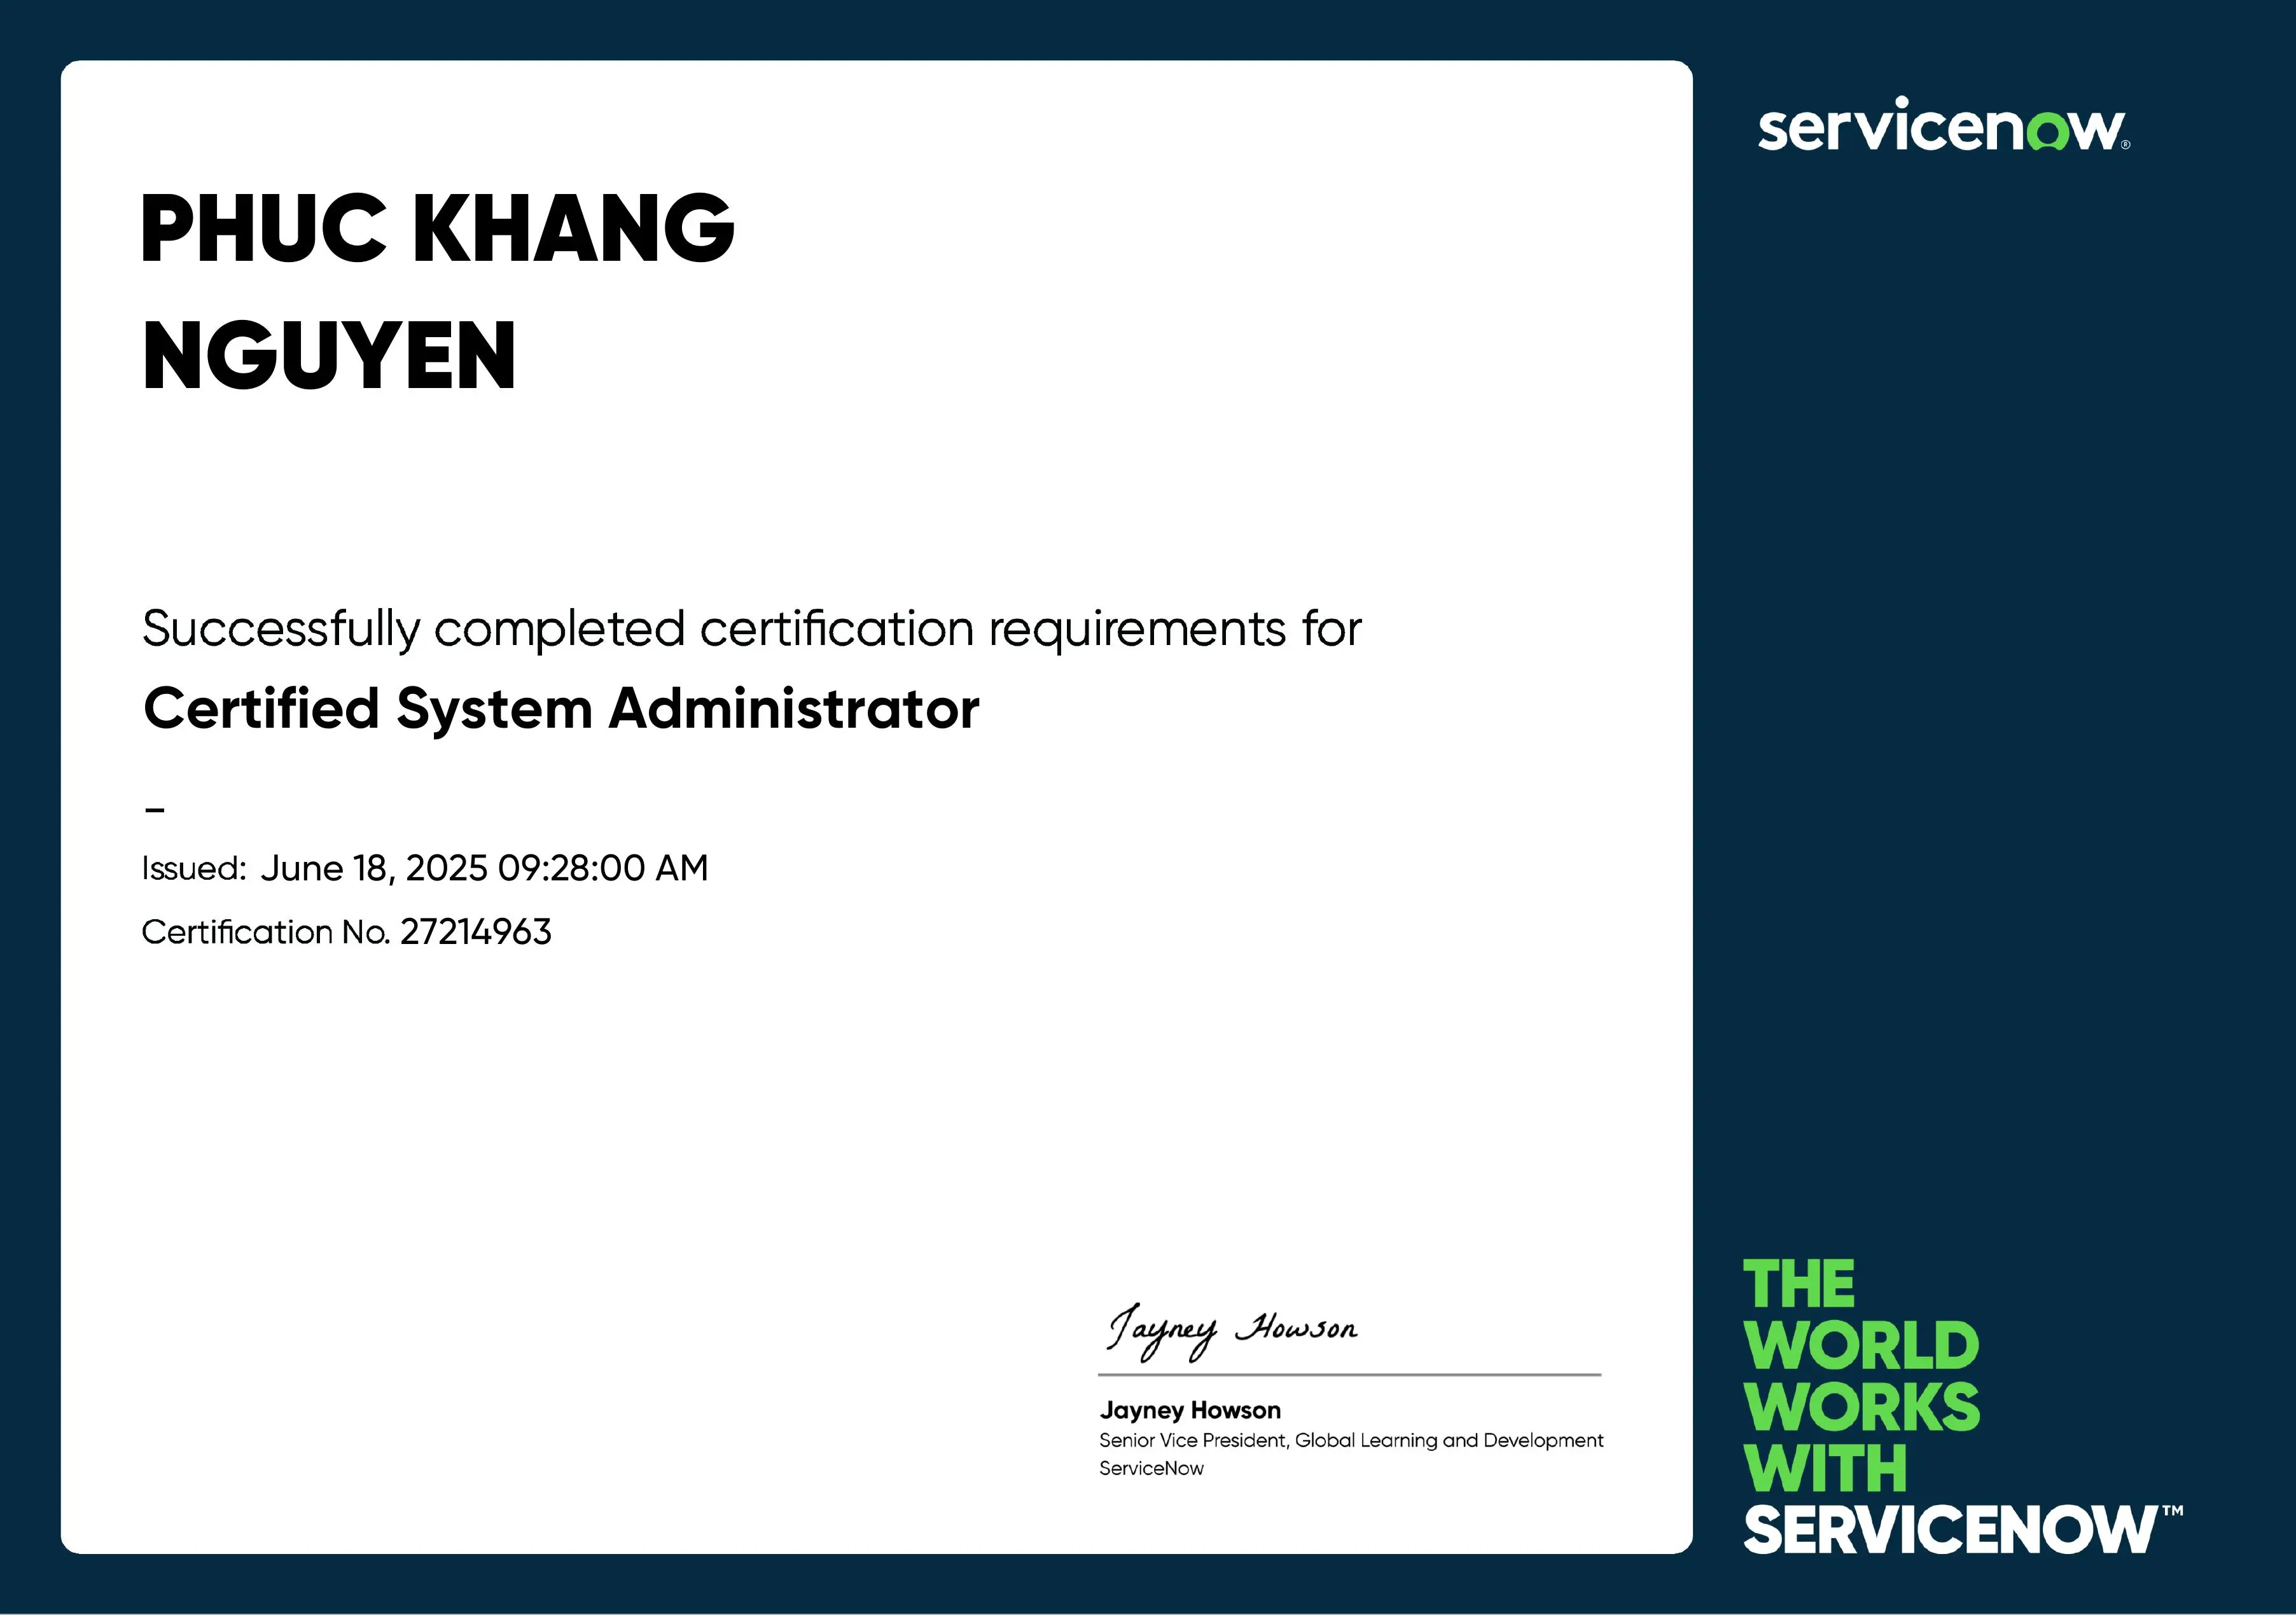 servicenow®
PHUC KHANG
NGUYEN
Successfully completed certification requirements for
Certified System Administrator
–
Issued: June 18, 2025 09:28:00 AM
Certification No. 27214963
Jayney Howson
Jayney Howson
Senior Vice President, Global Learning and Development
ServiceNow
THE
WORLD
WORKS
WITH
SERVICENOW™